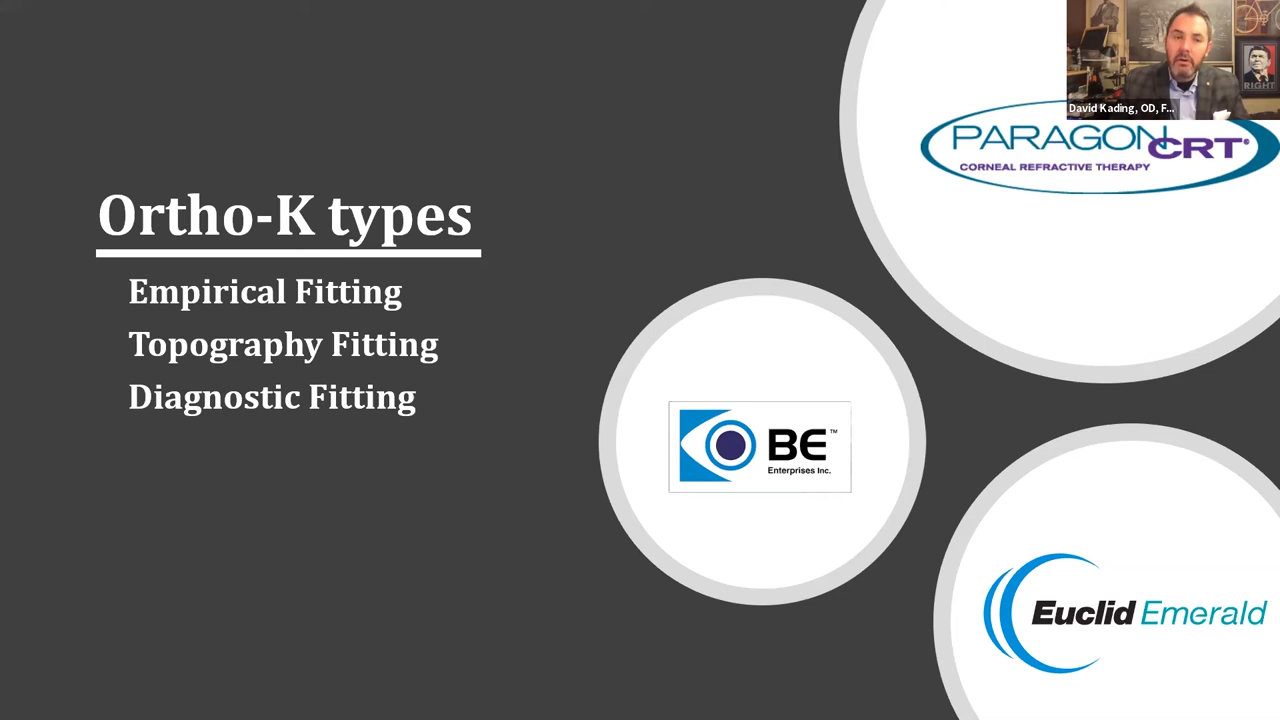 Ortho-K types
Empirical Fitting
Topography Fitting
Diagnostic Fitting
David Kading, OD, F...
RIGHT
PARAGON CRT®
CORNEAL REFRACTIVE THERAPY
BE™
Enterprises Inc.
Euclid Emerald